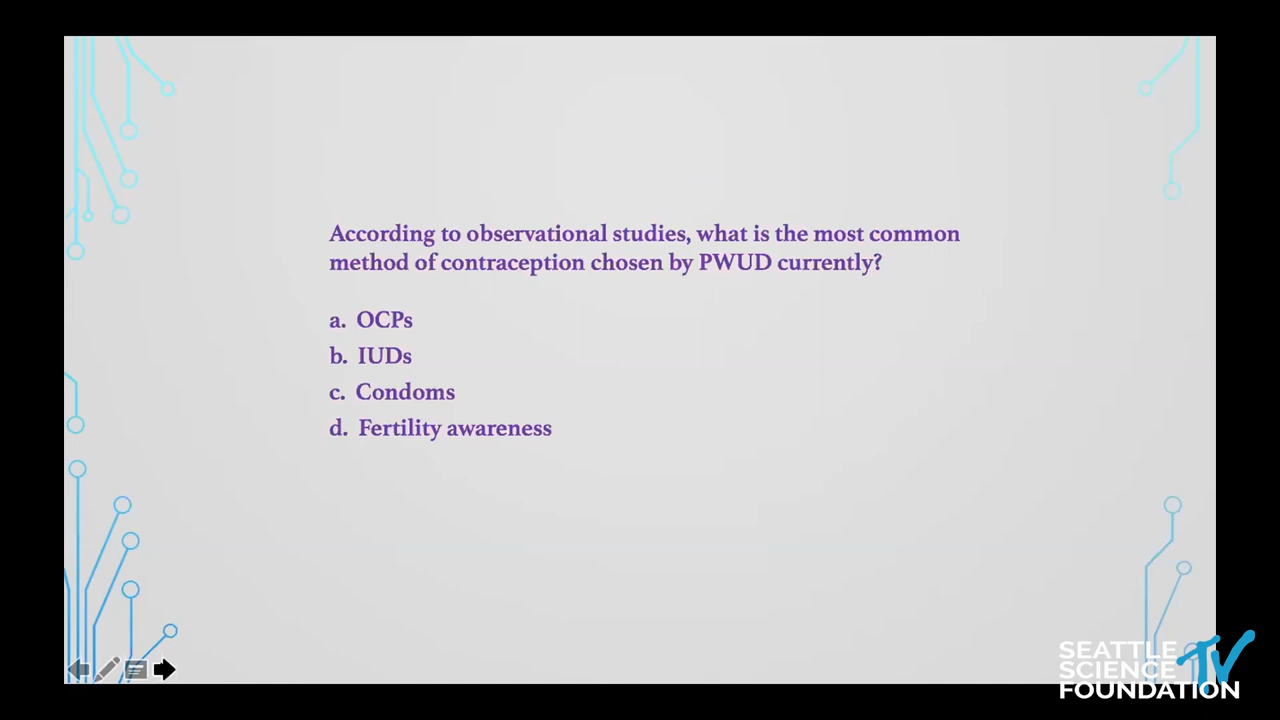 According to observational studies, what is the most common
method of contraception chosen by PWUD currently?
a. OCPs
b. IUDs
c. Condoms
d. Fertility awareness
SEATTLE
SCIENCE
FOUNDATION
TV